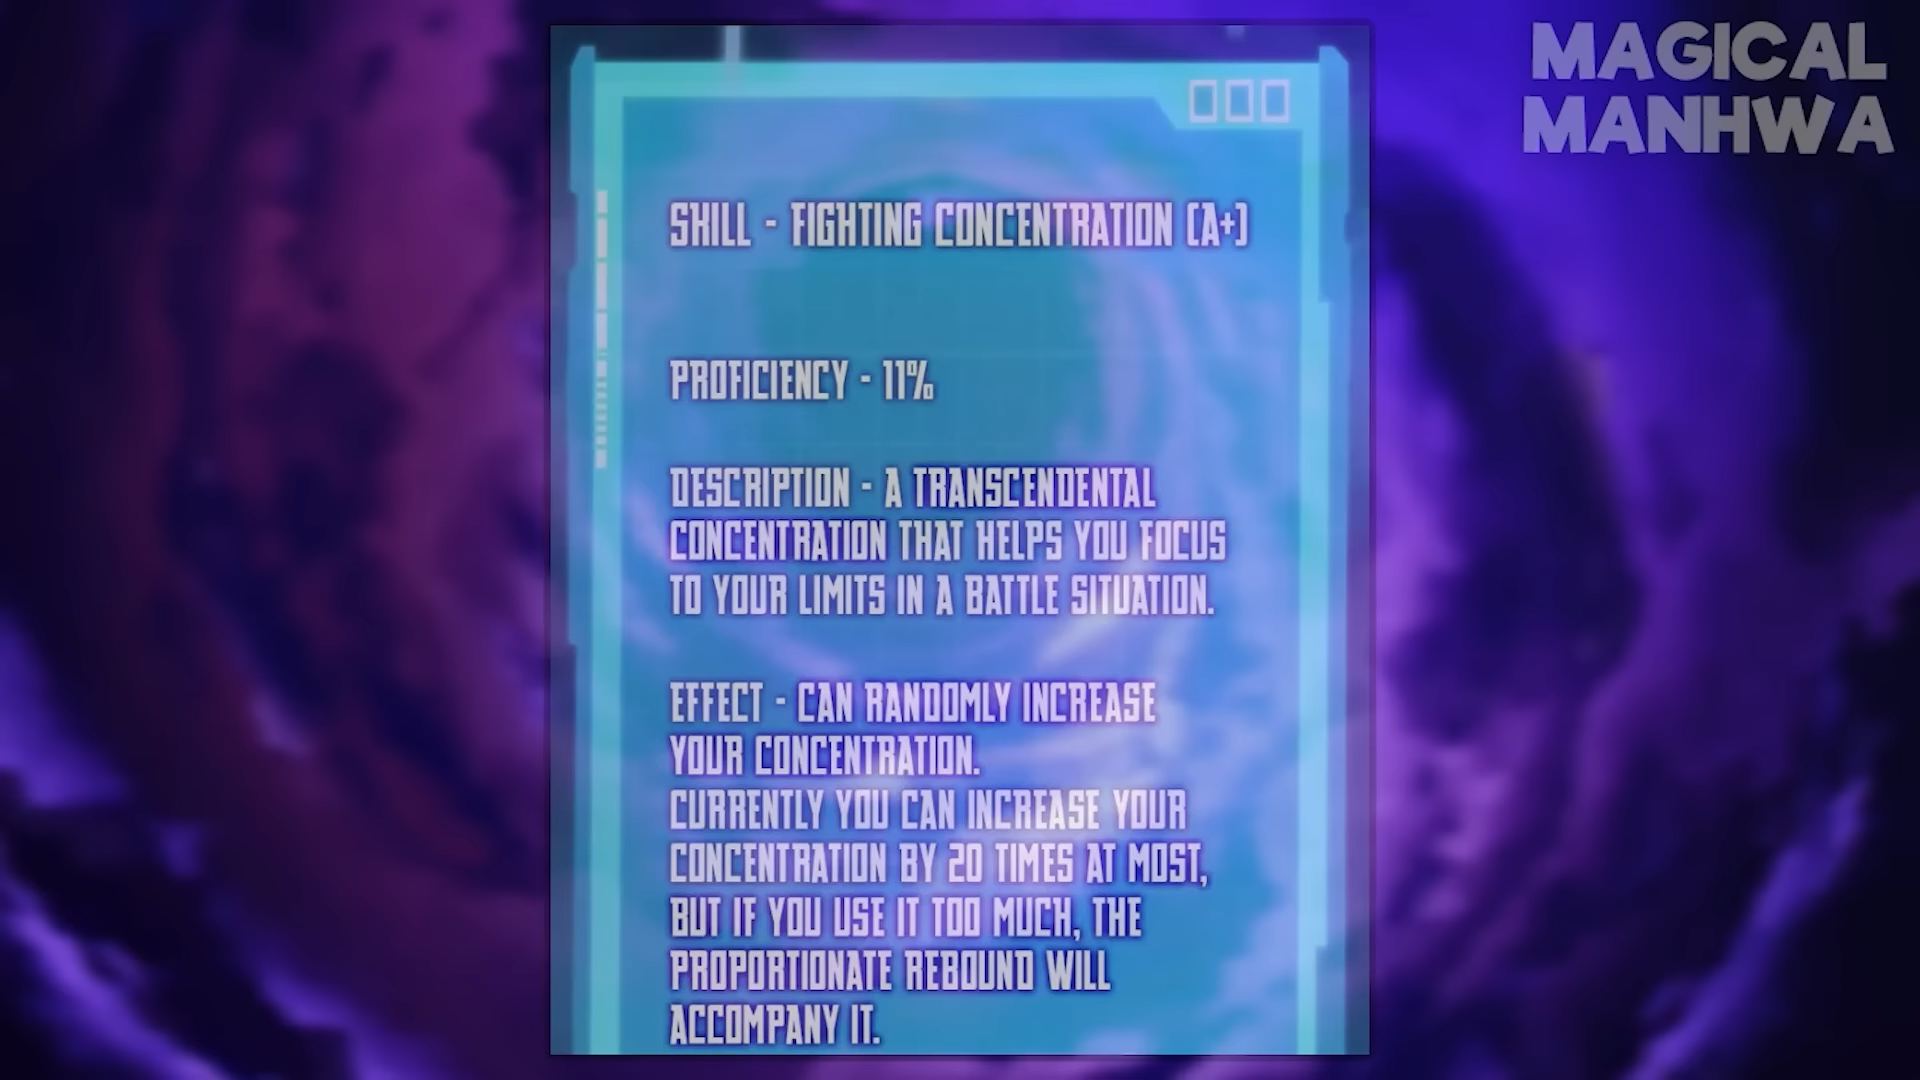 MAGICAL
MANHWA
SKILL - FIGHTING CONCENTRATION (A+)
PROFICIENCY - 11%
DESCRIPTION - A TRANSCENDENTAL
CONCENTRATION THAT HELPS YOU FOCUS
TO YOUR LIMITS IN A BATTLE SITUATION.
EFFECT - CAN RANDOMLY INCREASE
YOUR CONCENTRATION.
CURRENTLY YOU CAN INCREASE YOUR
CONCENTRATION BY 20 TIMES AT MOST,
BUT IF YOU USE IT TOO MUCH, THE
PROPORTIONATE REBOUND WILL
ACCOMPANY IT.